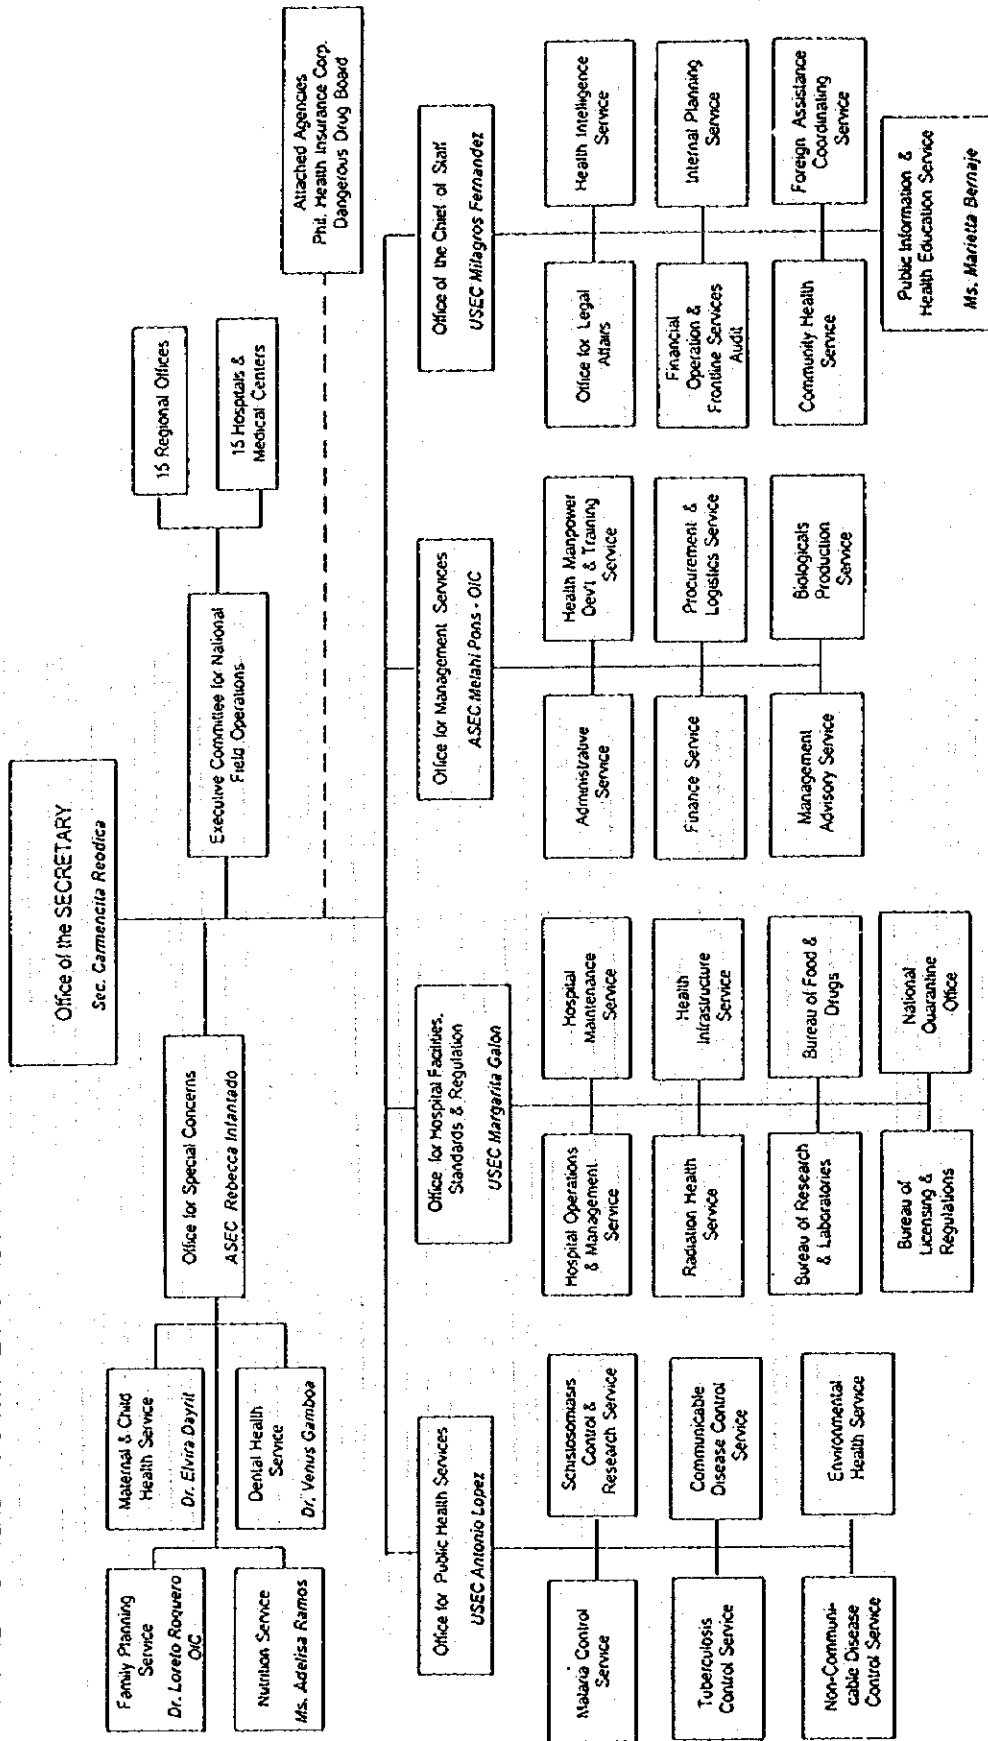 Office of the SECRETARY
Sec. Carmencita Reodica
Office for Special Concerns
ASEC Rebecca Infantado
Family Planning
Service
Dr. Loreto Roquero
OIC
Maternal & Child
Health Service
Dr. Elvira Dayrit
Nutrition Service
Ms. Adelisa Ramos
Dental Health
Service
Dr. Venus Gamboa
Executive Committee for National
Field Operations
15 Regional Offices
15 Hospitals &
Medical Centers
Attached Agencies
Phil. Health Insurance Corp.
Dangerous Drug Board
Office for Public Health Services
USEC Antonio Lopez
Malaria Control
Service
Schistosomiasis
Control &
Research Service
Tuberculosis
Control Service
Communicable
Disease Control
Service
Non-Communi-
cable Disease
Control Service
Environmental
Health Service
Office for Hospital Facilities,
Standards & Regulation
USEC Margarita Galon
Hospital Operations
& Management
Service
Hospital
Maintenance
Service
Radiation Health
Service
Health
Infrastructure
Service
Bureau of Research
& Laboratories
Bureau of Food &
Drugs
Bureau of
Licensing &
Regulations
National
Quarantine
Office
Office for Management Services
ASEC Melahi Pons - OIC
Administrative
Service
Health Manpower
Dev't & Training
Service
Finance Service
Procurement &
Logistics Service
Management
Advisory Service
Biologicals
Production
Service
Office of the Chief of Staff
USEC Milagros Fernandez
Office for Legal
Affairs
Health Intelligence
Service
Financial
Operation &
Frontline Services
Audit
Internal Planning
Service
Community Health
Service
Foreign Assistance
Coordinating
Service
Public Information &
Health Education Service
Ms. Marietta Bernaje